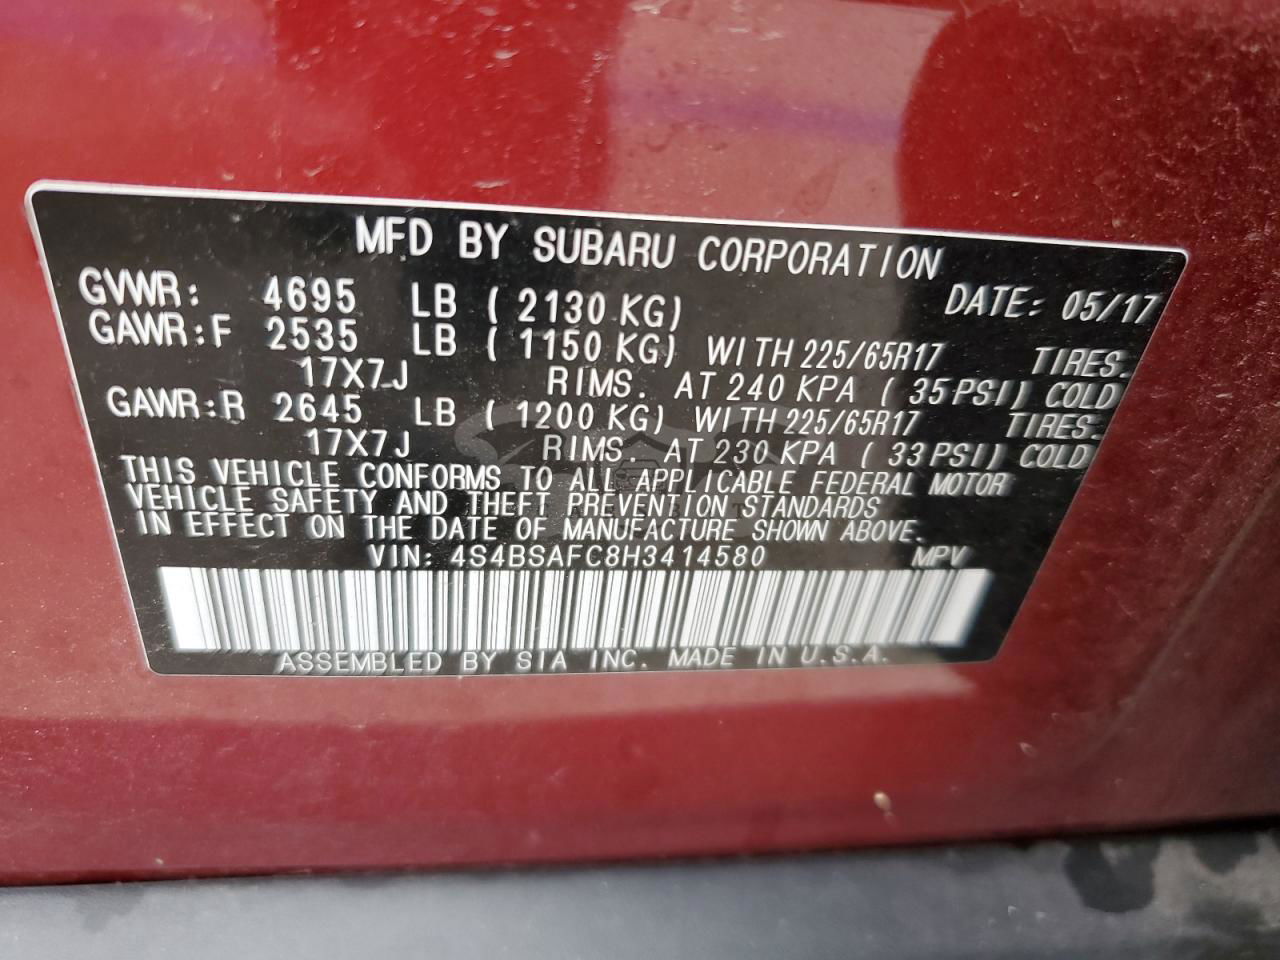 MFD BY SUBARU CORPORATION
GVWR: 4695 LB ( 2130 KG) DATE: 05/17
GAWR:F 2535 LB ( 1150 KG) WITH 225/65R17 TIRES.
17X7J RIMS. AT 240 KPA ( 35 PSI) COLD
GAWR:R 2645 LB ( 1200 KG) WITH 225/65R17 TIRES.
17X7J RIMS. AT 230 KPA ( 33 PSI) COLD
THIS VEHICLE CONFORMS TO ALL APPLICABLE FEDERAL MOTOR
VEHICLE SAFETY AND THEFT PREVENTION STANDARDS
IN EFFECT ON THE DATE OF MANUFACTURE SHOWN ABOVE.
VIN: 4S4BSAFC8H3414580 MPV
ASSEMBLED BY SIA INC. MADE IN U.S.A.